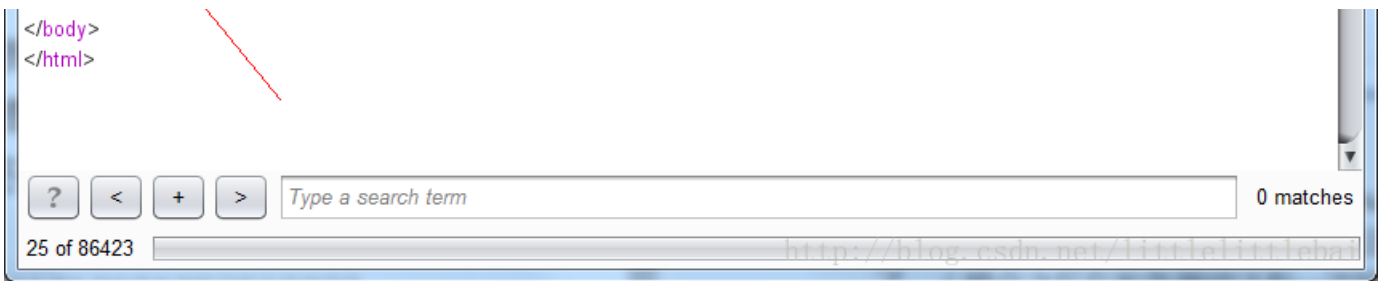 </body>
</html>
? < + > Type a search term 0 matches
25 of 86423
http://blog.csdn.net/littlelittlebai